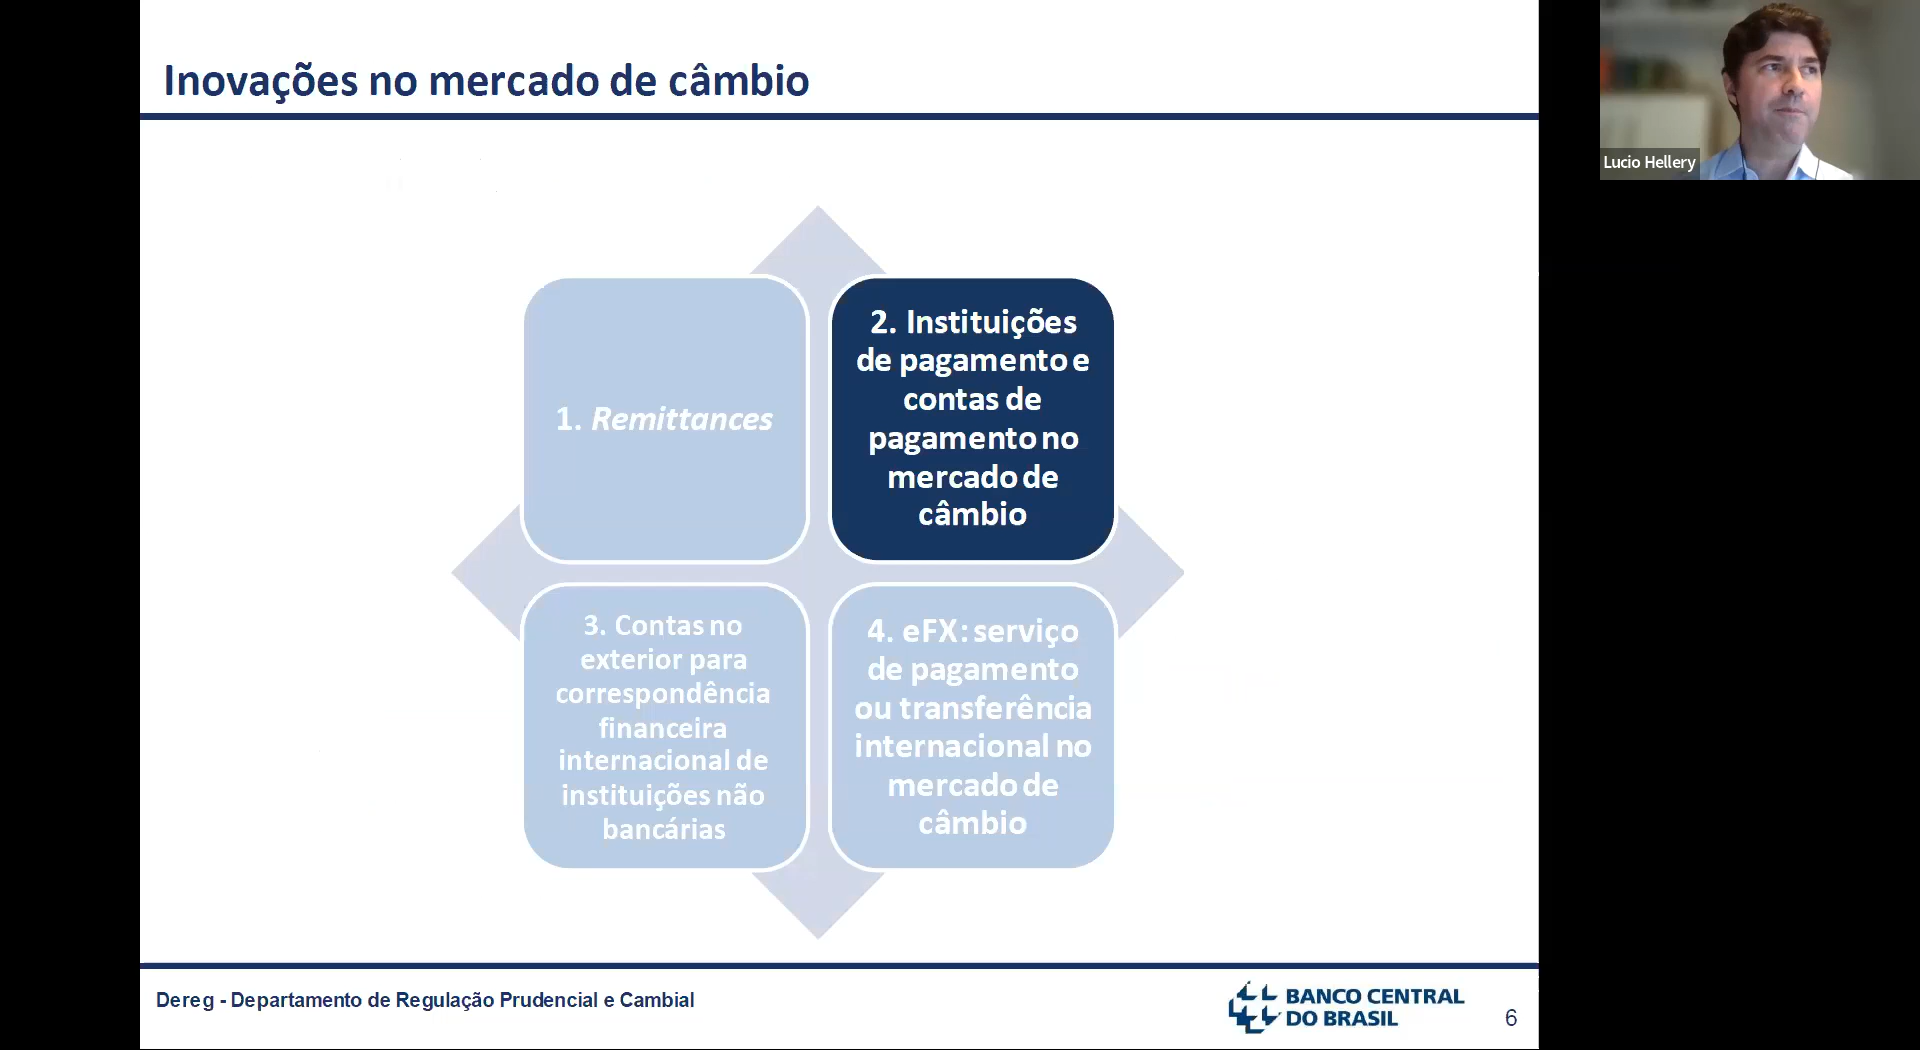 Inovações no mercado de câmbio
Lucio Hellery
1. Remittances
2. Instituições
de pagamento e
contas de
pagamento no
mercado de
câmbio
3. Contas no
exterior para
correspondência
financeira
internacional de
instituições não
bancárias
4. eFX: serviço
de pagamento
ou transferência
internacional no
mercado de
câmbio
Dereg - Departamento de Regulação Prudencial e Cambial
BANCO CENTRAL
DO BRASIL
6